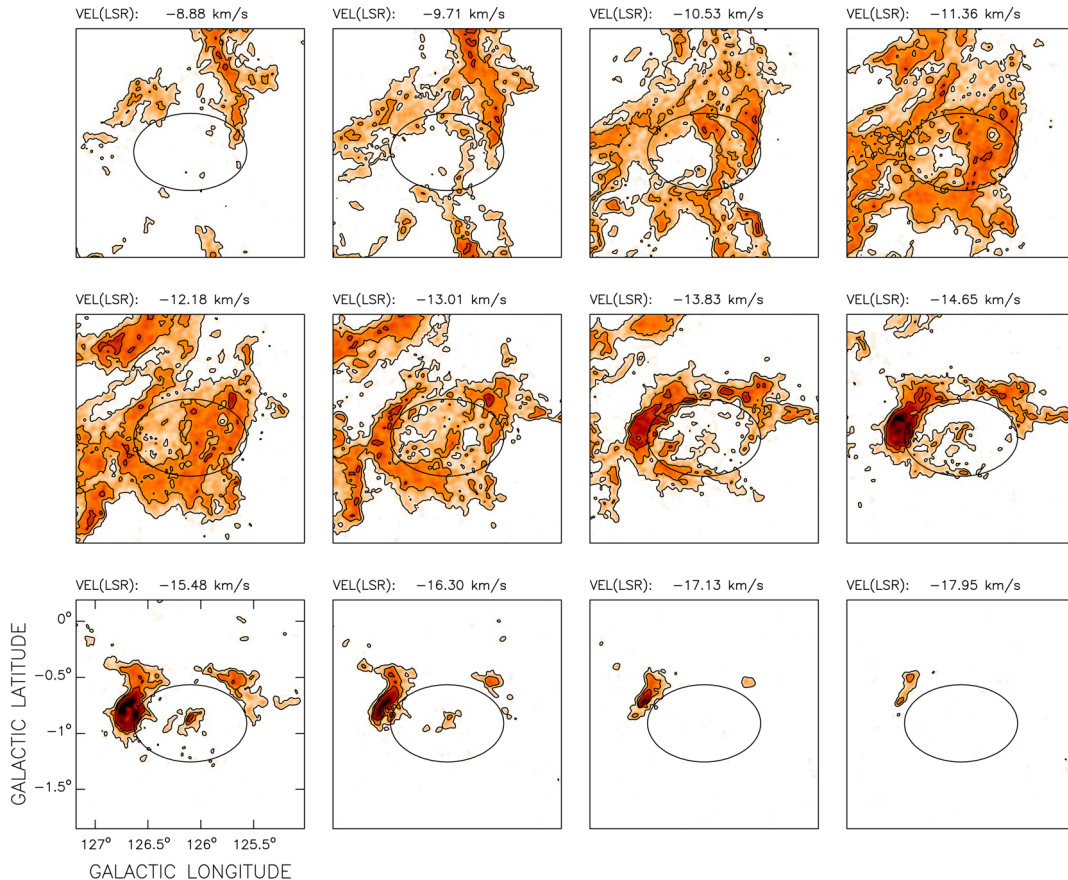 VEL(LSR): −8.88 km/s
VEL(LSR): −9.71 km/s
VEL(LSR): −10.53 km/s
VEL(LSR): −11.36 km/s
VEL(LSR): −12.18 km/s
VEL(LSR): −13.01 km/s
VEL(LSR): −13.83 km/s
VEL(LSR): −14.65 km/s
VEL(LSR): −15.48 km/s
VEL(LSR): −16.30 km/s
VEL(LSR): −17.13 km/s
VEL(LSR): −17.95 km/s
GALACTIC LATITUDE
0°
−0.5°
−1°
−1.5°
127° 126.5° 126° 125.5°
GALACTIC LONGITUDE